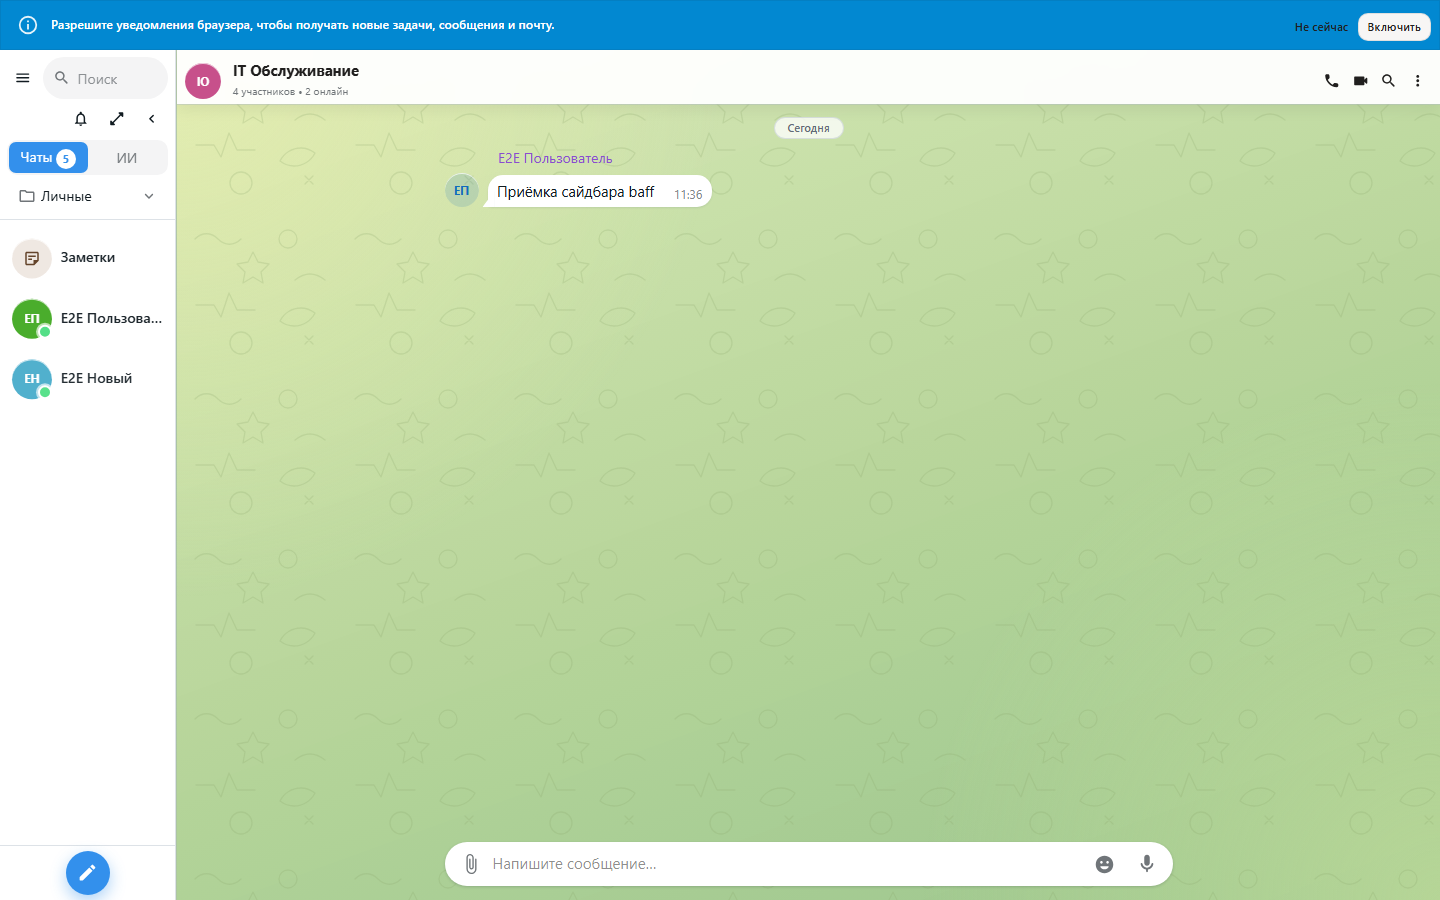 Разрешите уведомления браузера, чтобы получать новые задачи, сообщения и почту.
Не сейчас
Включить
Поиск
Чаты 5
ИИ
Личные
Заметки
ЕП
E2E Пользова...
ЕН
E2E Новый
Ю
IT Обслуживание
4 участников • 2 онлайн
Сегодня
E2E Пользователь
ЕП
Приёмка сайдбара baff 11:36
Напишите сообщение...